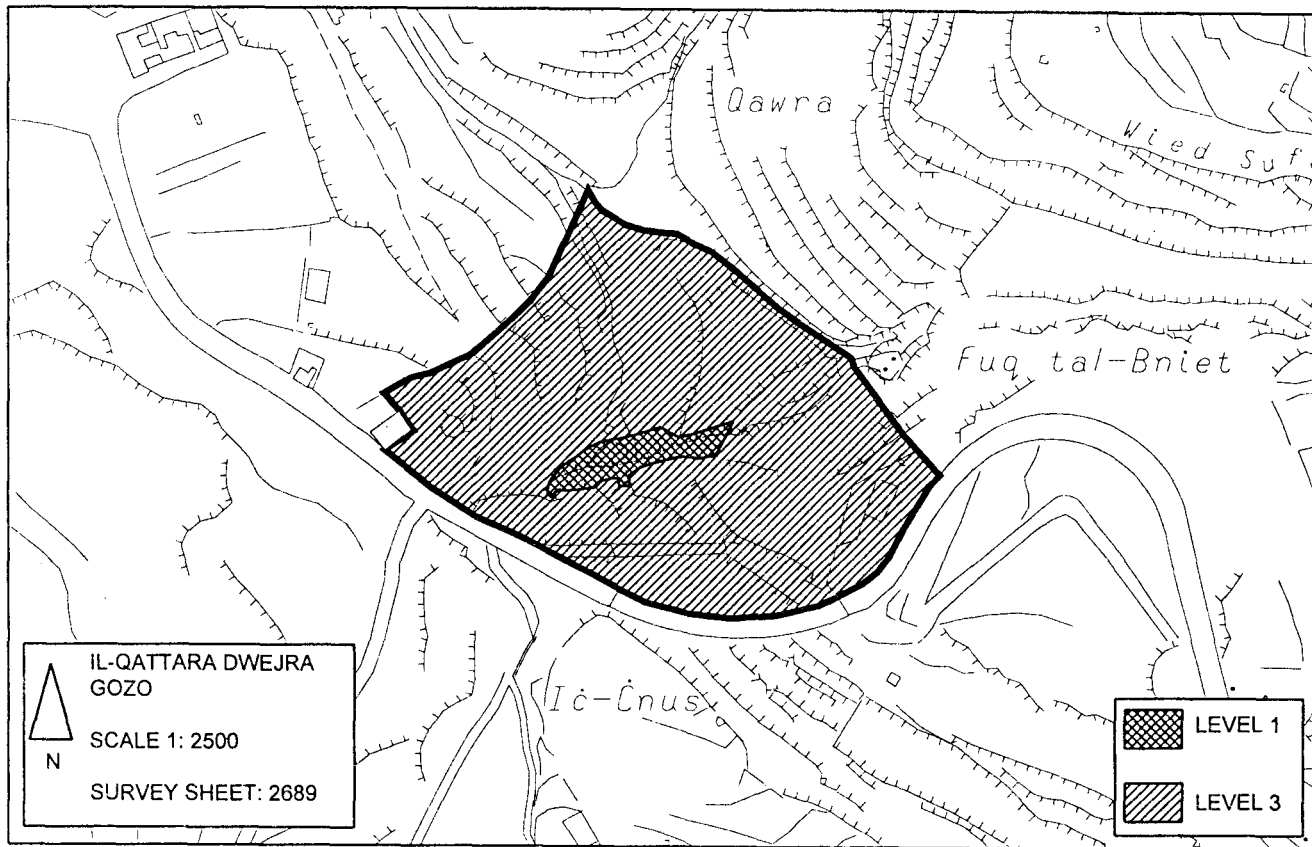 Qawra
Wied Suf
Fuq tal-Bniet
Iċ-Ċnus
IL-QATTARA DWEJRA
GOZO
SCALE 1: 2500
N
SURVEY SHEET: 2689
LEVEL 1
LEVEL 3